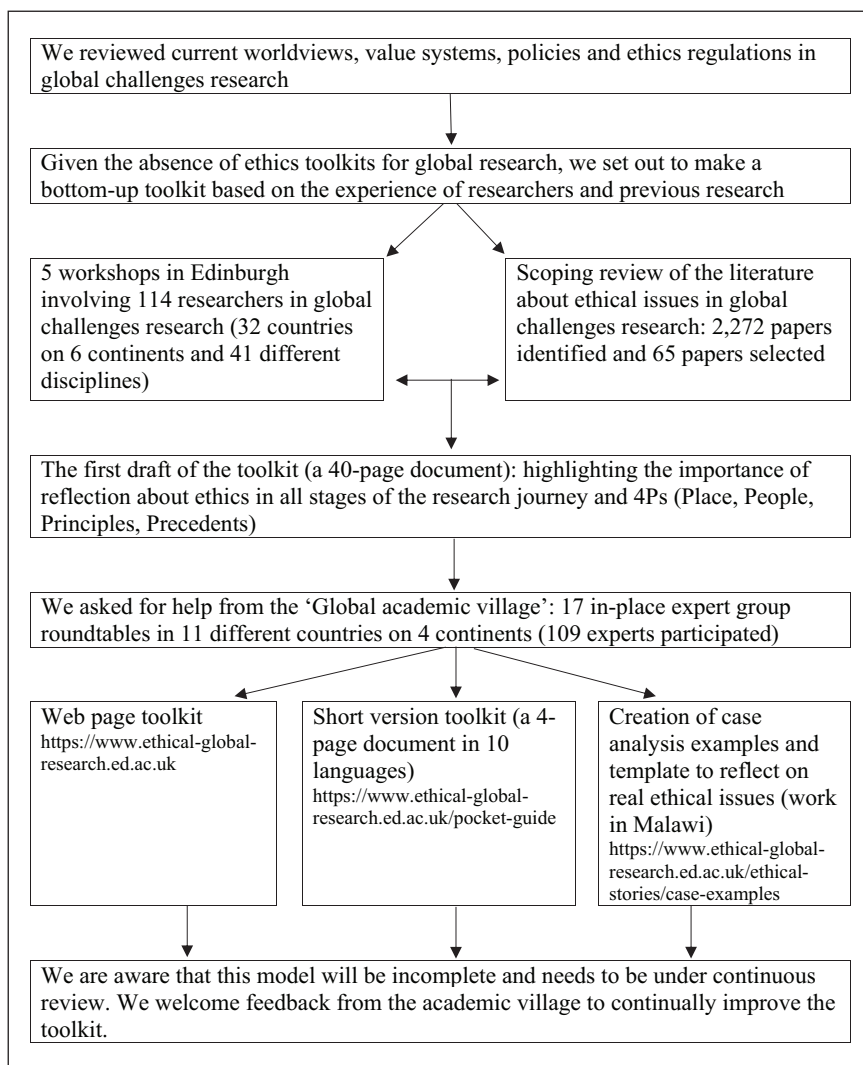 We reviewed current worldviews, value systems, policies and ethics regulations in
global challenges research
Given the absence of ethics toolkits for global research, we set out to make a
bottom-up toolkit based on the experience of researchers and previous research
5 workshops in Edinburgh
involving 114 researchers in global
challenges research (32 countries
on 6 continents and 41 different
disciplines)
Scoping review of the literature
about ethical issues in global
challenges research: 2,272 papers
identified and 65 papers selected
The first draft of the toolkit (a 40-page document): highlighting the importance of
reflection about ethics in all stages of the research journey and 4Ps (Place, People,
Principles, Precedents)
We asked for help from the ‘Global academic village’: 17 in-place expert group
roundtables in 11 different countries on 4 continents (109 experts participated)
Web page toolkit
https://www.ethical-global-
research.ed.ac.uk
Short version toolkit (a 4-
page document in 10
languages)
https://www.ethical-global-
research.ed.ac.uk/pocket-guide
Creation of case
analysis examples and
template to reflect on
real ethical issues (work
in Malawi)
https://www.ethical-global-
research.ed.ac.uk/ethical-
stories/case-examples
We are aware that this model will be incomplete and needs to be under continuous
review. We welcome feedback from the academic village to continually improve the
toolkit.